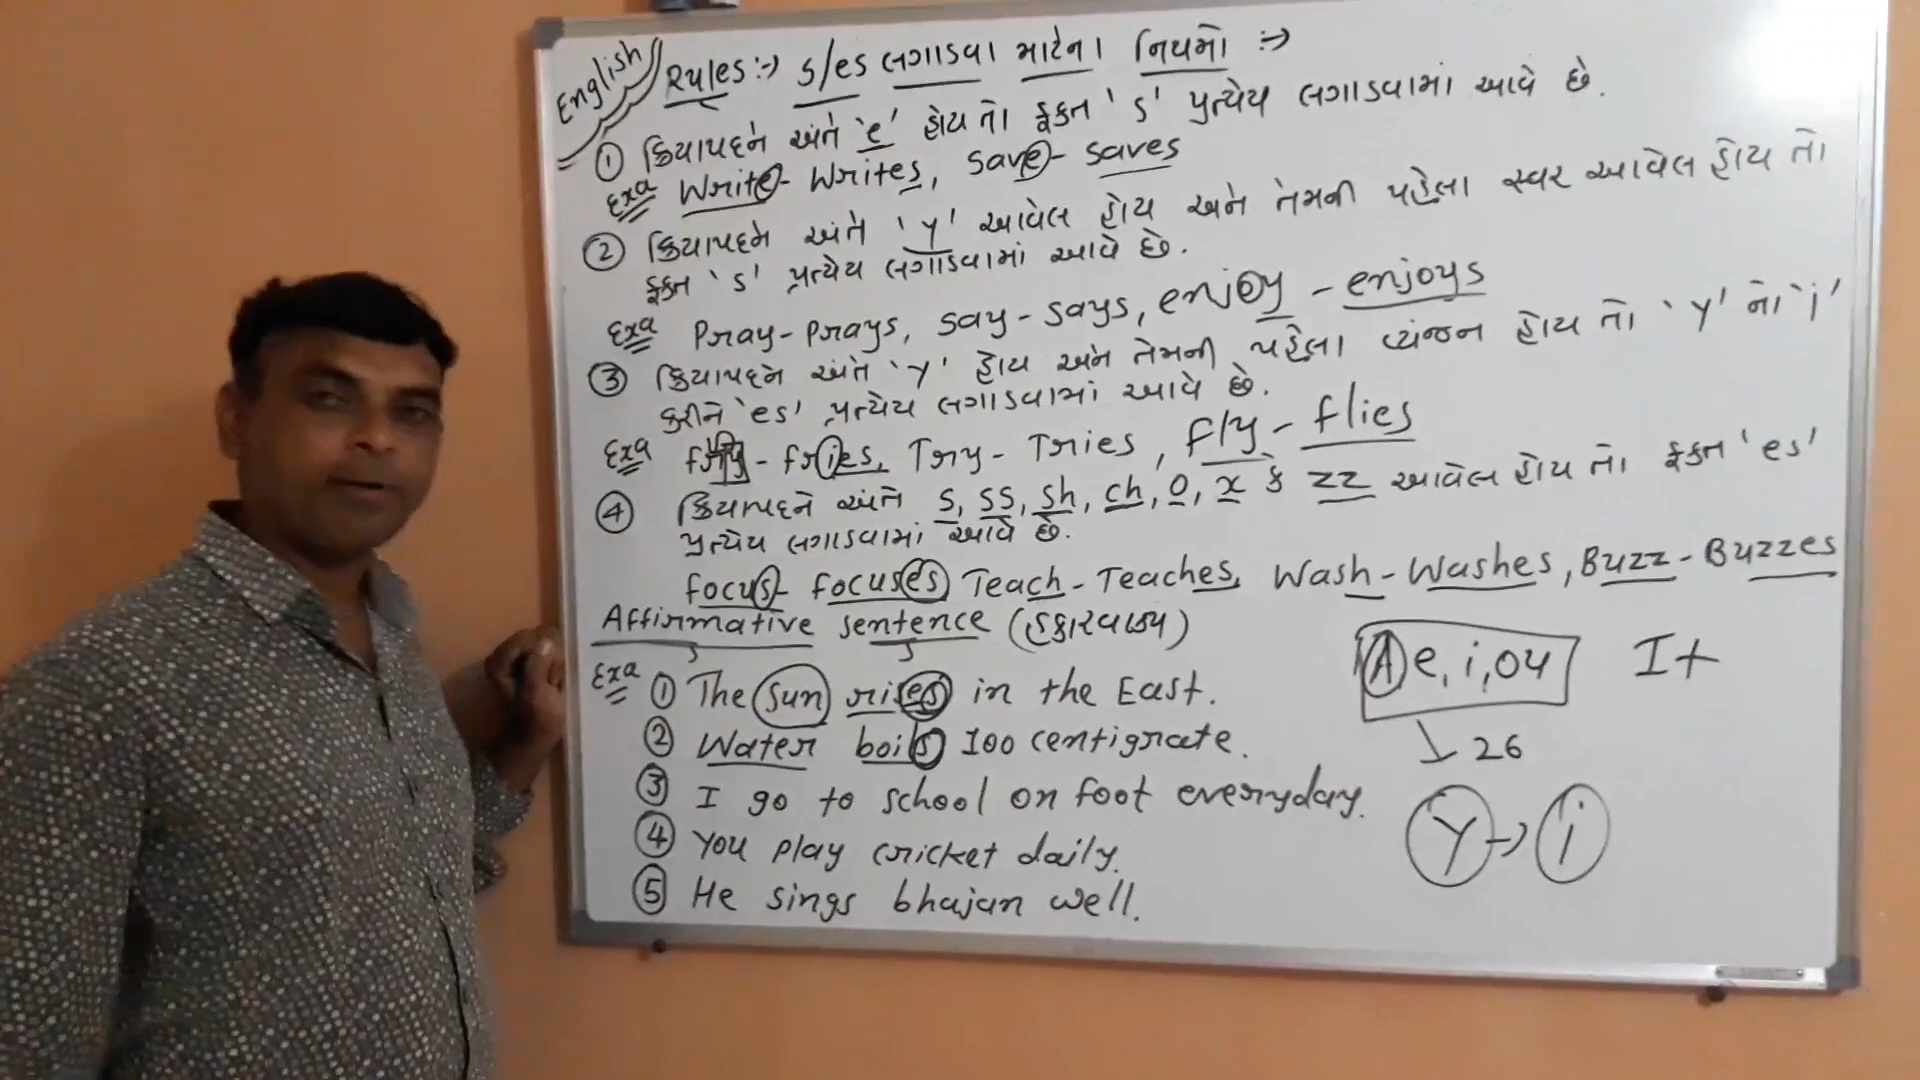 English
Rules :→ s/es લગાડવા માટેના નિયમો :→
① ક્રિયાપદને અંતે 'e' હોય તો ફક્ત 's' પ્રત્યેય લગાડવામાં આવે છે.
Exa Write - Writes, Save - Saves
② ક્રિયાપદને અંતે 'y' આવેલ હોય અને તેમની પહેલા સ્વર આવેલ હોય તો
ફક્ત 's' પ્રત્યેય લગાડવામાં આવે છે.
Exa Pray - Prays, Say - Says, enjoy - enjoys
③ ક્રિયાપદને અંતે 'y' હોય અને તેમની પહેલા વ્યંજન હોય તો 'y' નો 'i'
કરીને 'es' પ્રત્યેય લગાડવામાં આવે છે.
Exa fry - fries, Try - Tries, fly - flies
④ ક્રિયાપદને અંતે s, ss, sh, ch, o, x કે zz આવેલ હોય તો ફક્ત 'es'
પ્રત્યેય લગાડવામાં આવે છે.
focus - focuses Teach - Teaches, Wash - Washes, Buzz - Buzzes
Affirmative sentence (હકારવાક્ય)
Exa ① The sun rises in the East.
② Water boils 100 centigrate.
③ I go to school on foot everyday.
④ You play cricket daily.
⑤ He sings bhajan well.
A e, i, o u It
26
Y → i